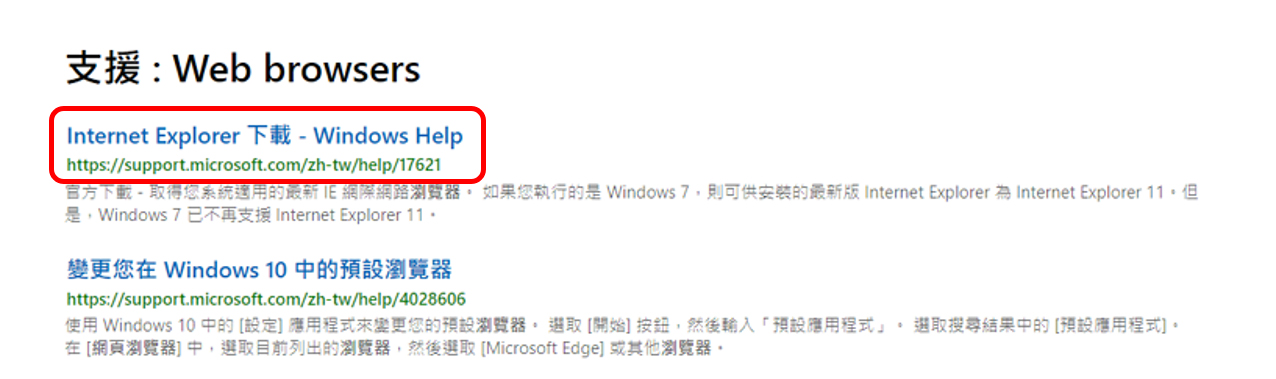 支援 : Web browsers
Internet Explorer 下載 - Windows Help
https://support.microsoft.com/zh-tw/help/17621
官方下載 - 取得您系統適用的最新 IE 網際網路瀏覽器。 如果您執行的是 Windows 7，則可供安裝的最新版 Internet Explorer 為 Internet Explorer 11。但
是，Windows 7 已不再支援 Internet Explorer 11。
變更您在 Windows 10 中的預設瀏覽器
https://support.microsoft.com/zh-tw/help/4028606
使用 Windows 10 中的 [設定] 應用程式來變更您的預設瀏覽器。 選取 [開始] 按鈕，然後輸入「預設應用程式」。 選取搜尋結果中的 [預設應用程式]。
在 [網頁瀏覽器] 中，選取目前列出的瀏覽器，然後選取 [Microsoft Edge] 或其他瀏覽器。